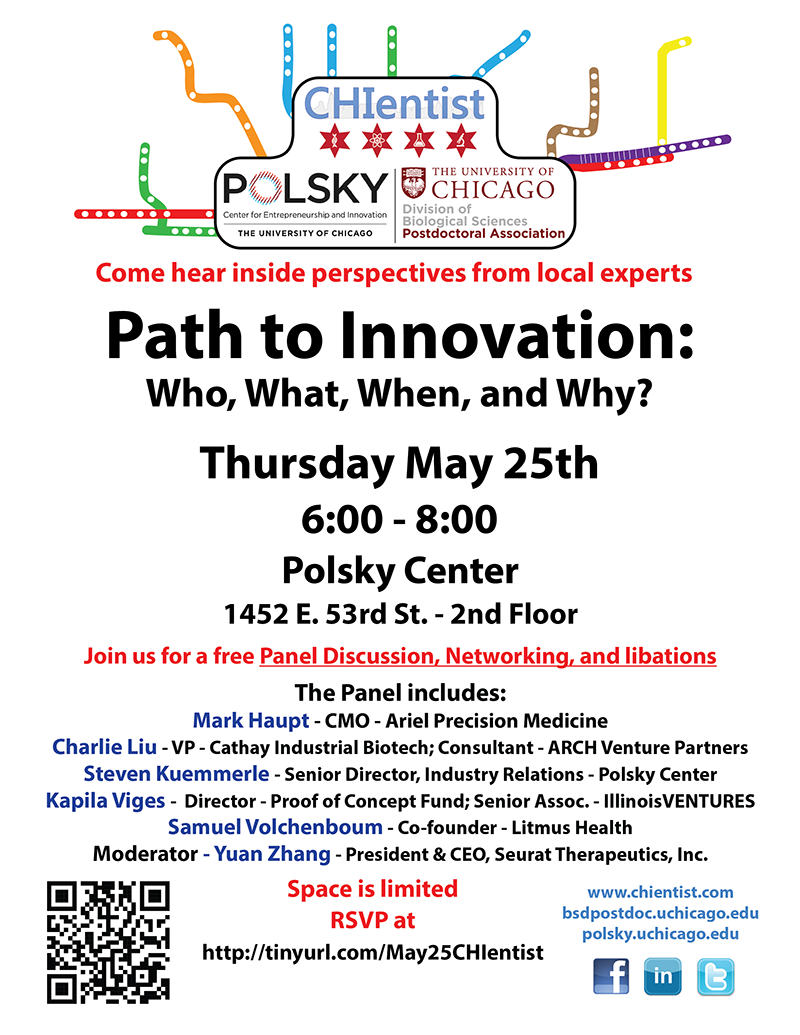 CHIentist
POLSKY
Center for Entrepreneurship and Innovation
THE UNIVERSITY OF CHICAGO
THE UNIVERSITY OF
CHICAGO
Division of
Biological Sciences
Postdoctoral Association
Come hear inside perspectives from local experts
Path to Innovation:
Who, What, When, and Why?
Thursday May 25th
6:00 - 8:00
Polsky Center
1452 E. 53rd St. - 2nd Floor
Join us for a free Panel Discussion, Networking, and libations
The Panel includes:
Mark Haupt - CMO - Ariel Precision Medicine
Charlie Liu - VP - Cathay Industrial Biotech; Consultant - ARCH Venture Partners
Steven Kuemmerle - Senior Director, Industry Relations - Polsky Center
Kapila Viges - Director - Proof of Concept Fund; Senior Assoc. - IllinoisVENTURES
Samuel Volchenboum - Co-founder - Litmus Health
Moderator - Yuan Zhang - President & CEO, Seurat Therapeutics, Inc.
Space is limited
RSVP at
http://tinyurl.com/May25CHIentist
www.chientist.com
bsdpostdoc.uchicago.edu
polsky.uchicago.edu
f in t